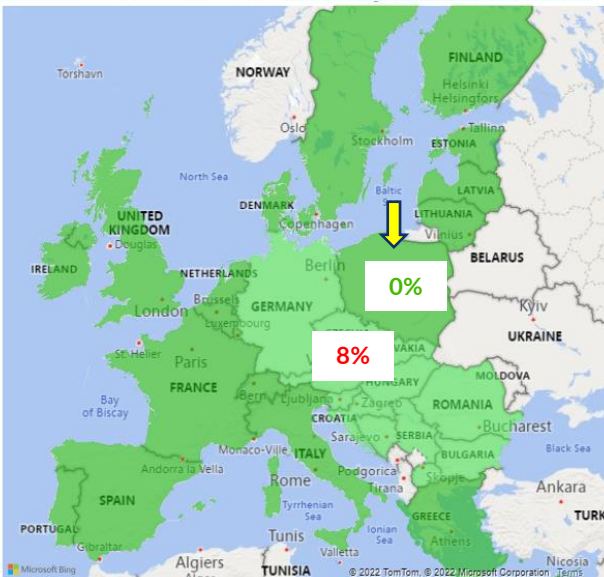 FINLAND
Torshavn
NORWAY
Helsinki
Helsingfors
Oslo
Tallinn
Stockholm
ESTONIA
North Sea
Baltic
LATVIA
DENMARK
LITHUANIA
Copenhagen
UNITED
KINGDOM
Vilnius
Douglas
BELARUS
IRELAND
NETHERLANDS
Berlin
0%
Brussels
London
GERMANY
Kyiv
Luxembourg
UKRAINE
St. Helier
Paris
8%
VAKIA
MOLDOVA
FRANCE
Bern
Ljubljana
HUNGARY
Zagreb
Bay
of Biscay
ROMANIA
CROATIA
Bucharest
Sarajevo
SERBIA
Monaco-Ville
ITALY
BULGARIA
Black Sea
Andorra la Vella
Podgorica
Skopje
Rome
Tirana
Ankara
SPAIN
Tyrrhenian
Sea
TURK
PORTUGAL
GREECE
Ionian
Sea
Athens
Gibraltar
Tunis
Valletta
Algiers
Nicosia
Microsoft Bing
TUNISIA
© 2022 TomTom, © 2022 Microsoft Corporation Terms